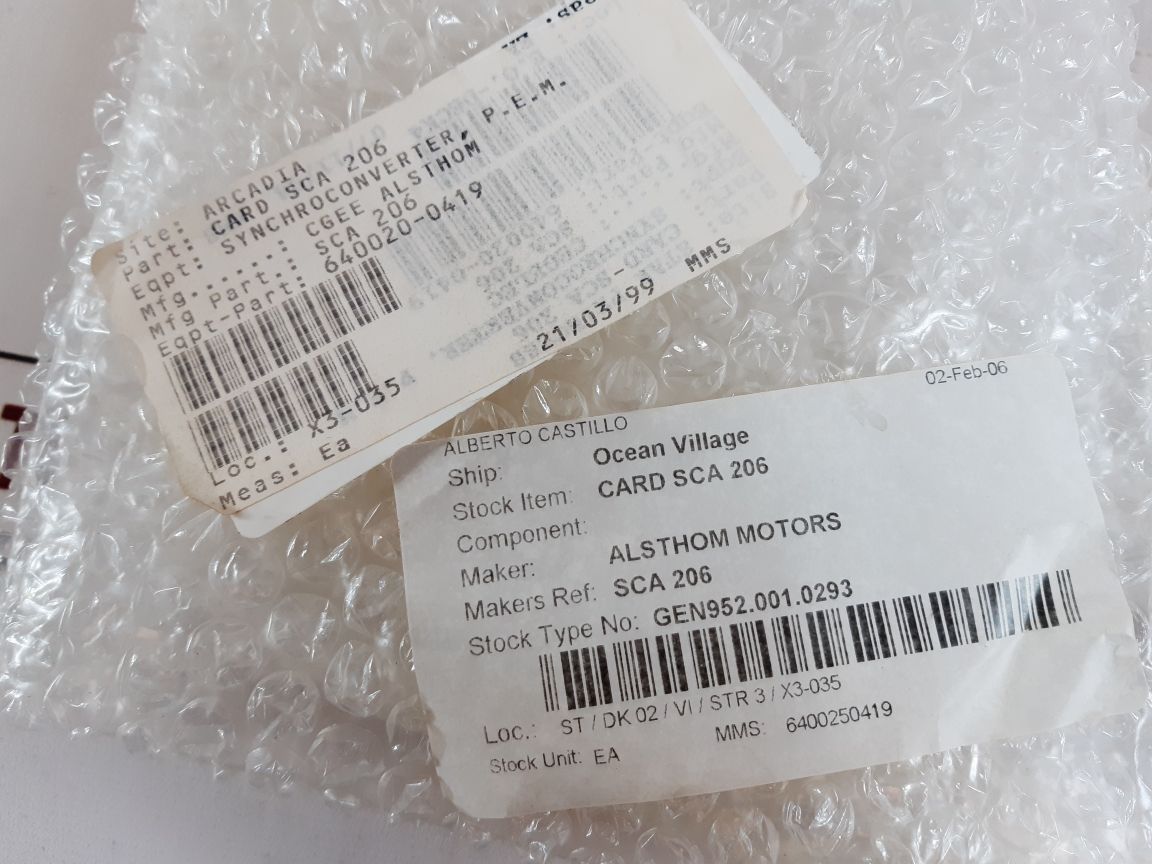 Site: ARCADIA
Part: CARD SCA 206
Eqpt: SYNCHROCONVERTER, P.E.M.
Mfg......: CGEE ALSTHOM
Mfg Part.: SCA 206
Eqpt-Part: 640020-0419
Loc.: X3-035
Meas: Ea
21/03/99 MMS
02-Feb-06
ALBERTO CASTILLO
Ship: Ocean Village
Stock Item: CARD SCA 206
Component:
Maker: ALSTHOM MOTORS
Makers Ref: SCA 206
Stock Type No: GEN952.001.0293
Loc.: ST / DK 02 / VI / STR 3 / X3-035
MMS: 6400250419
Stock Unit: EA